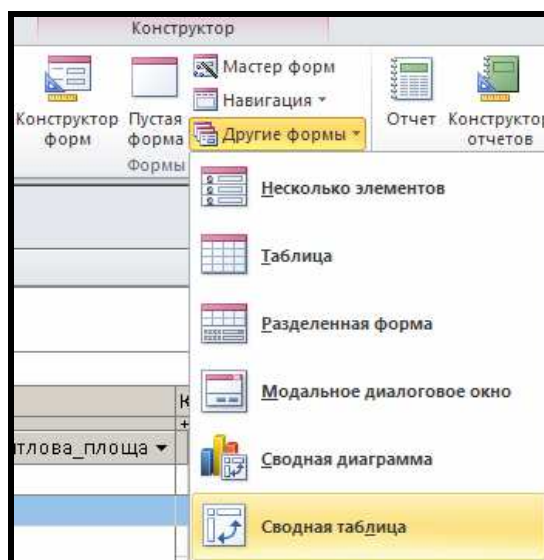 Конструктор
Мастер форм
Навигация
Другие формы
Конструктор форм
Пустая форма
Отчет
Конструктор отчетов
Формы
Несколько элементов
Таблица
Разделенная форма
Модальное диалоговое окно
Сводная диаграмма
итлова_площа
Сводная таблица